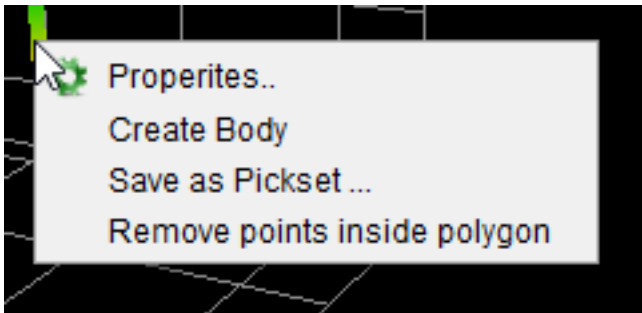 Properites..
Create Body
Save as Pickset ...
Remove points inside polygon